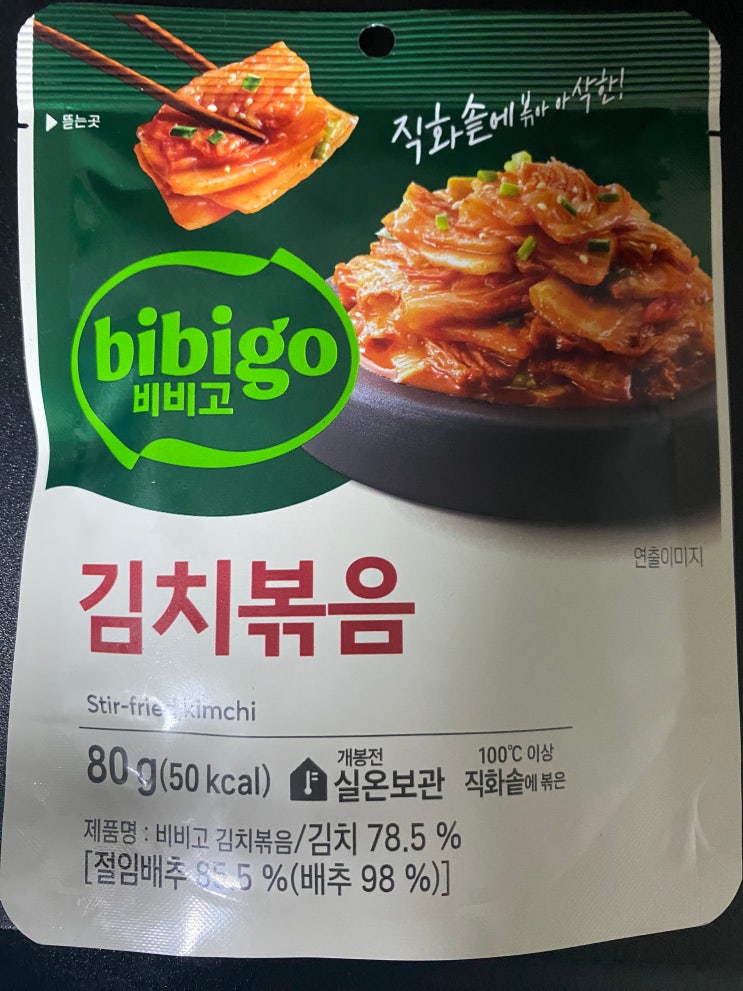 뜯는곳
직화솥에 볶아 아삭한!
bibigo
비비고
연출이미지
김치볶음
Stir-fried kimchi
80 g(50 kcal)
개봉전
실온보관
100℃ 이상
직화솥에 볶은
제품명 : 비비고 김치볶음/김치 78.5 %
[절임배추 85.5 %(배추 98 %)]